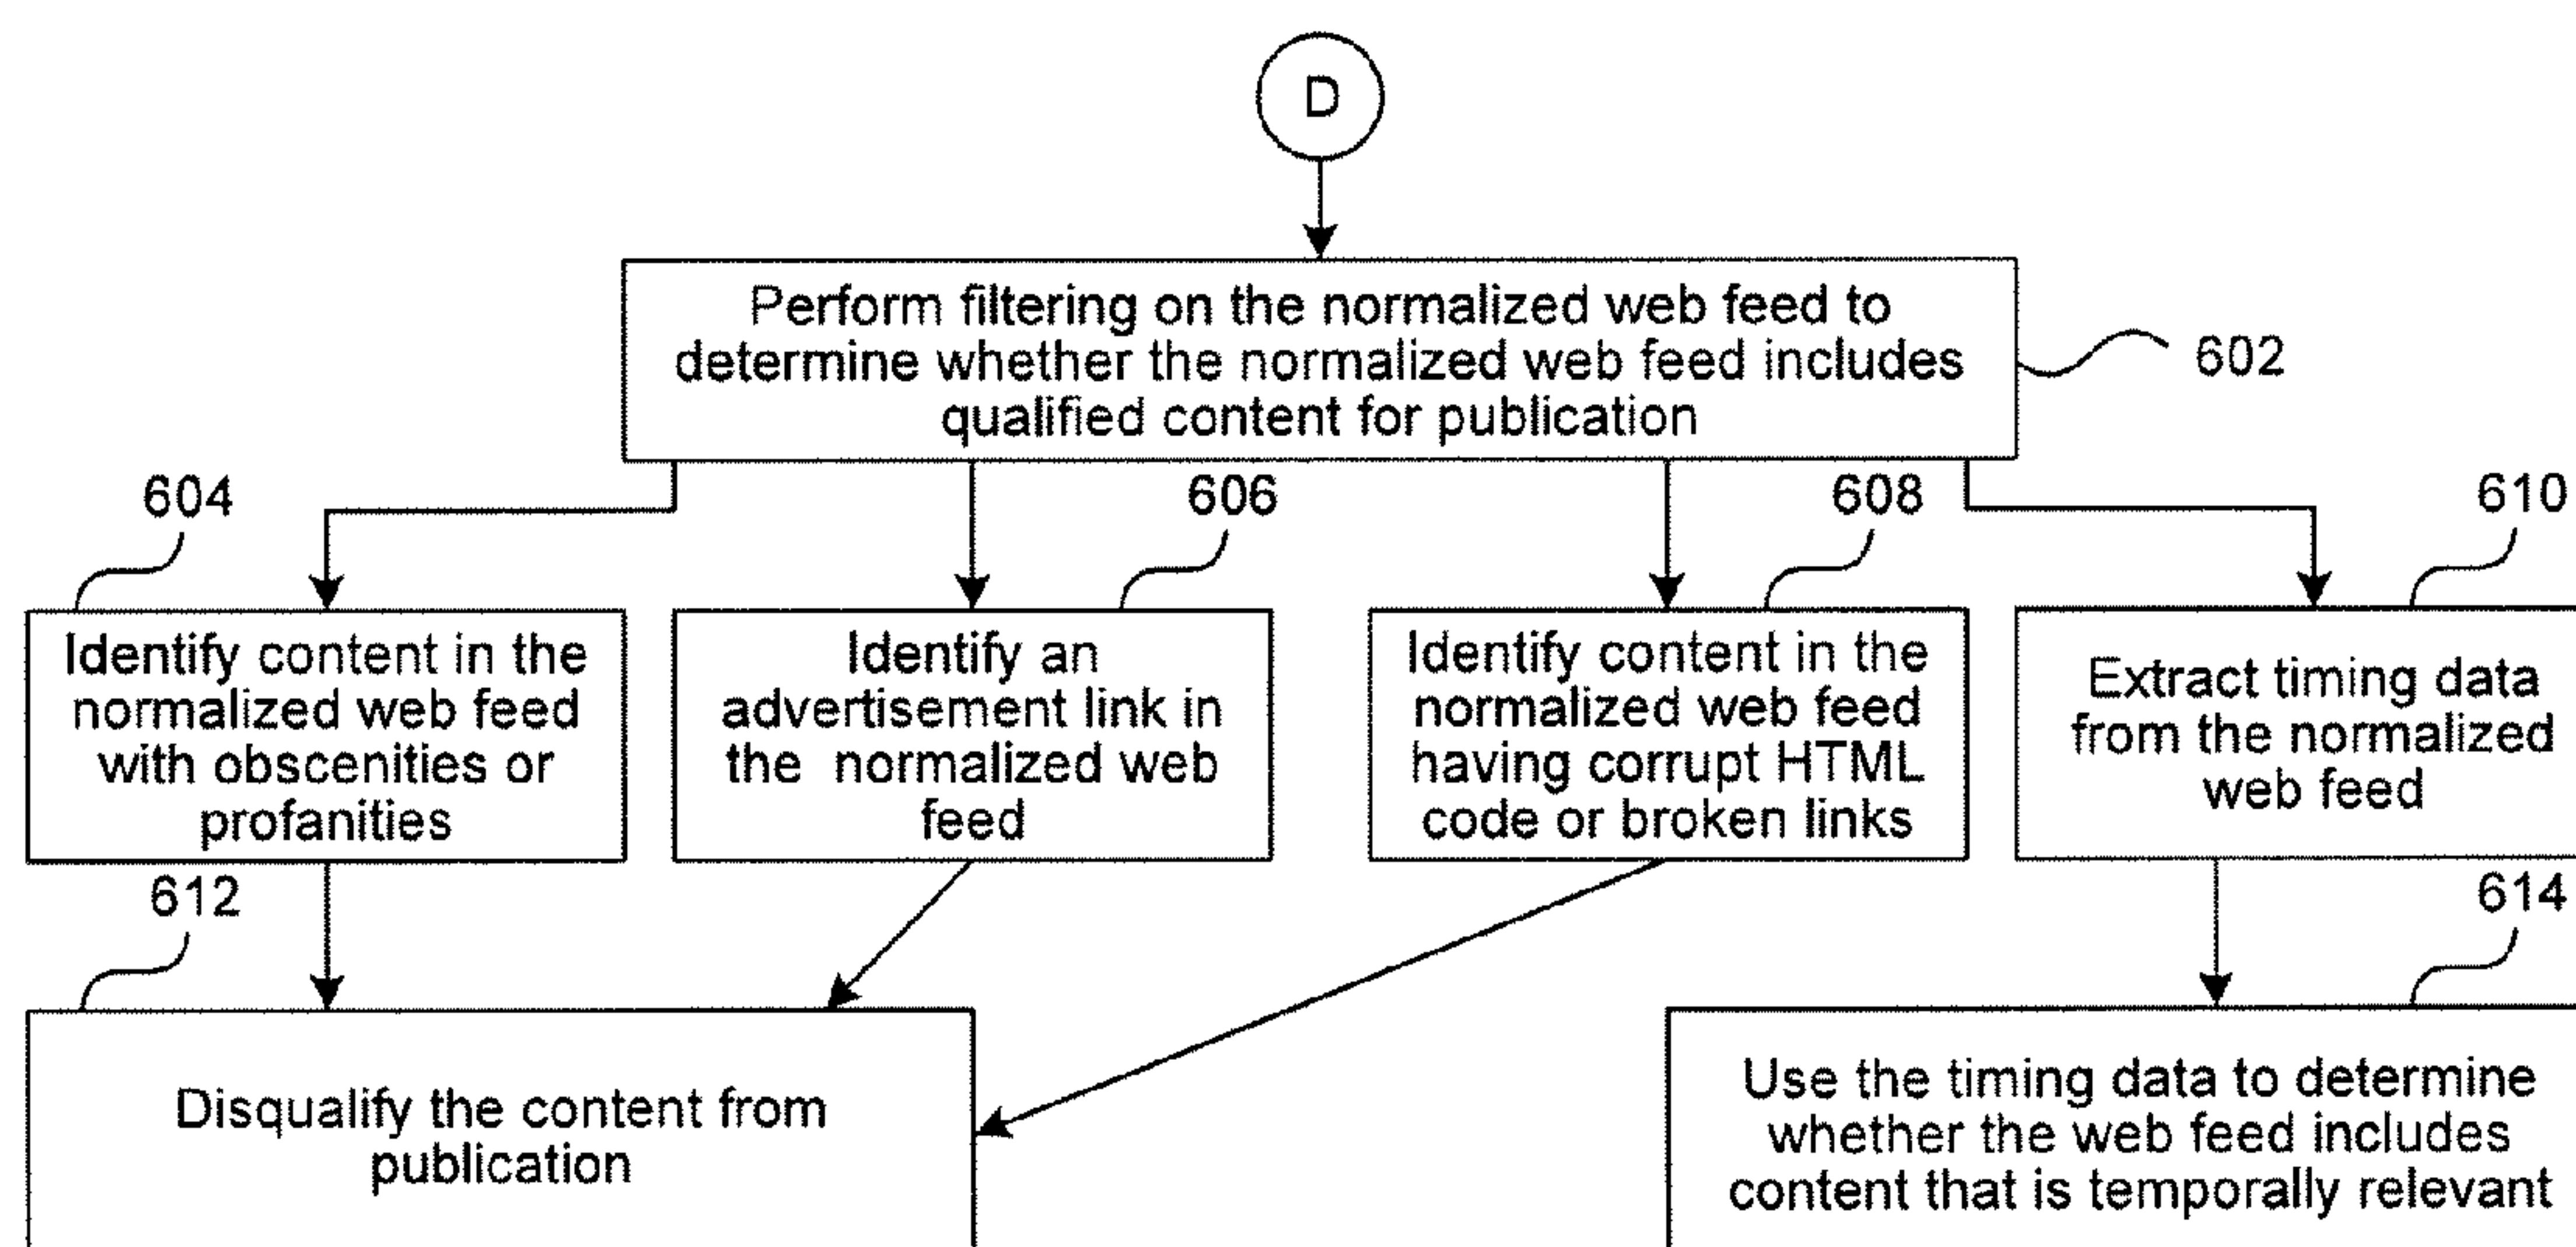 D
Perform filtering on the normalized web feed to
determine whether the normalized web feed includes
qualified content for publication
602
604
606
608
610
Identify content in the
normalized web feed
with obscenities or
profanities
Identify an
advertisement link in
the normalized web
feed
Identify content in the
normalized web feed
having corrupt HTML
code or broken links
Extract timing data
from the normalized
web feed
612
614
Disqualify the content from
publication
Use the timing data to determine
whether the web feed includes
content that is temporally relevant